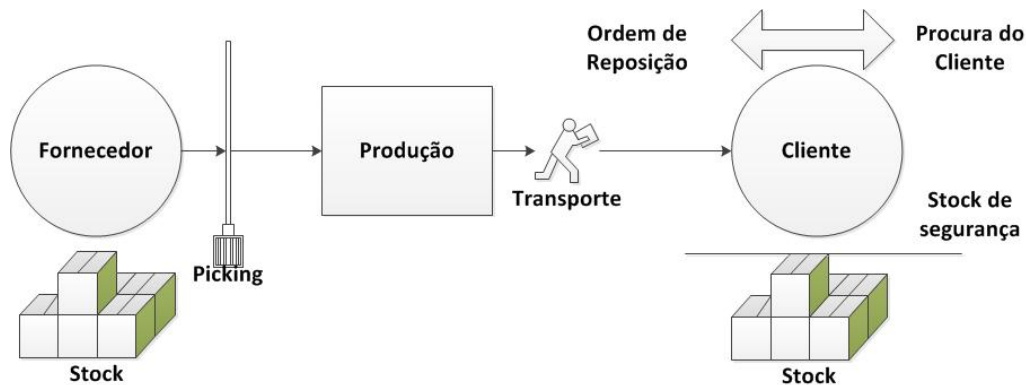 Ordem de
Reposição
Procura do
Cliente
Fornecedor
Produção
Cliente
Transporte
Stock de
segurança
Picking
Stock
Stock